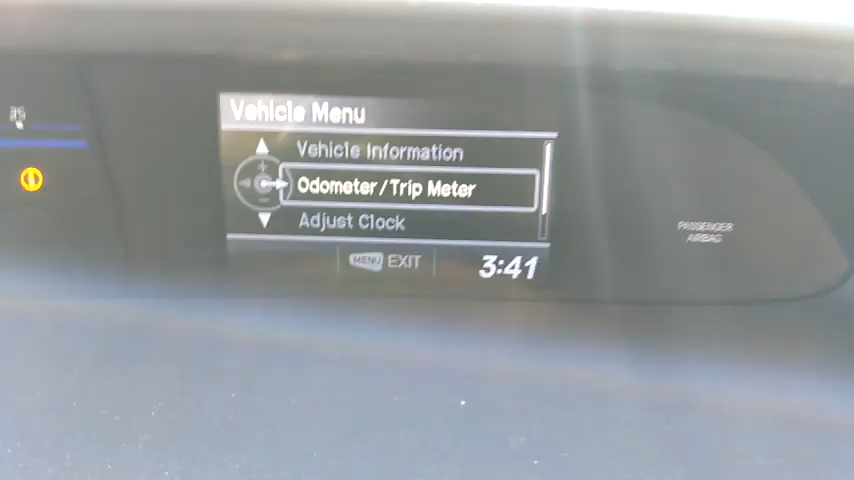 Vehicle Menu
Vehicle Information
Odometer/Trip Meter
Adjust Clock
MENU EXIT
3:41
PASSENGER
AIRBAG